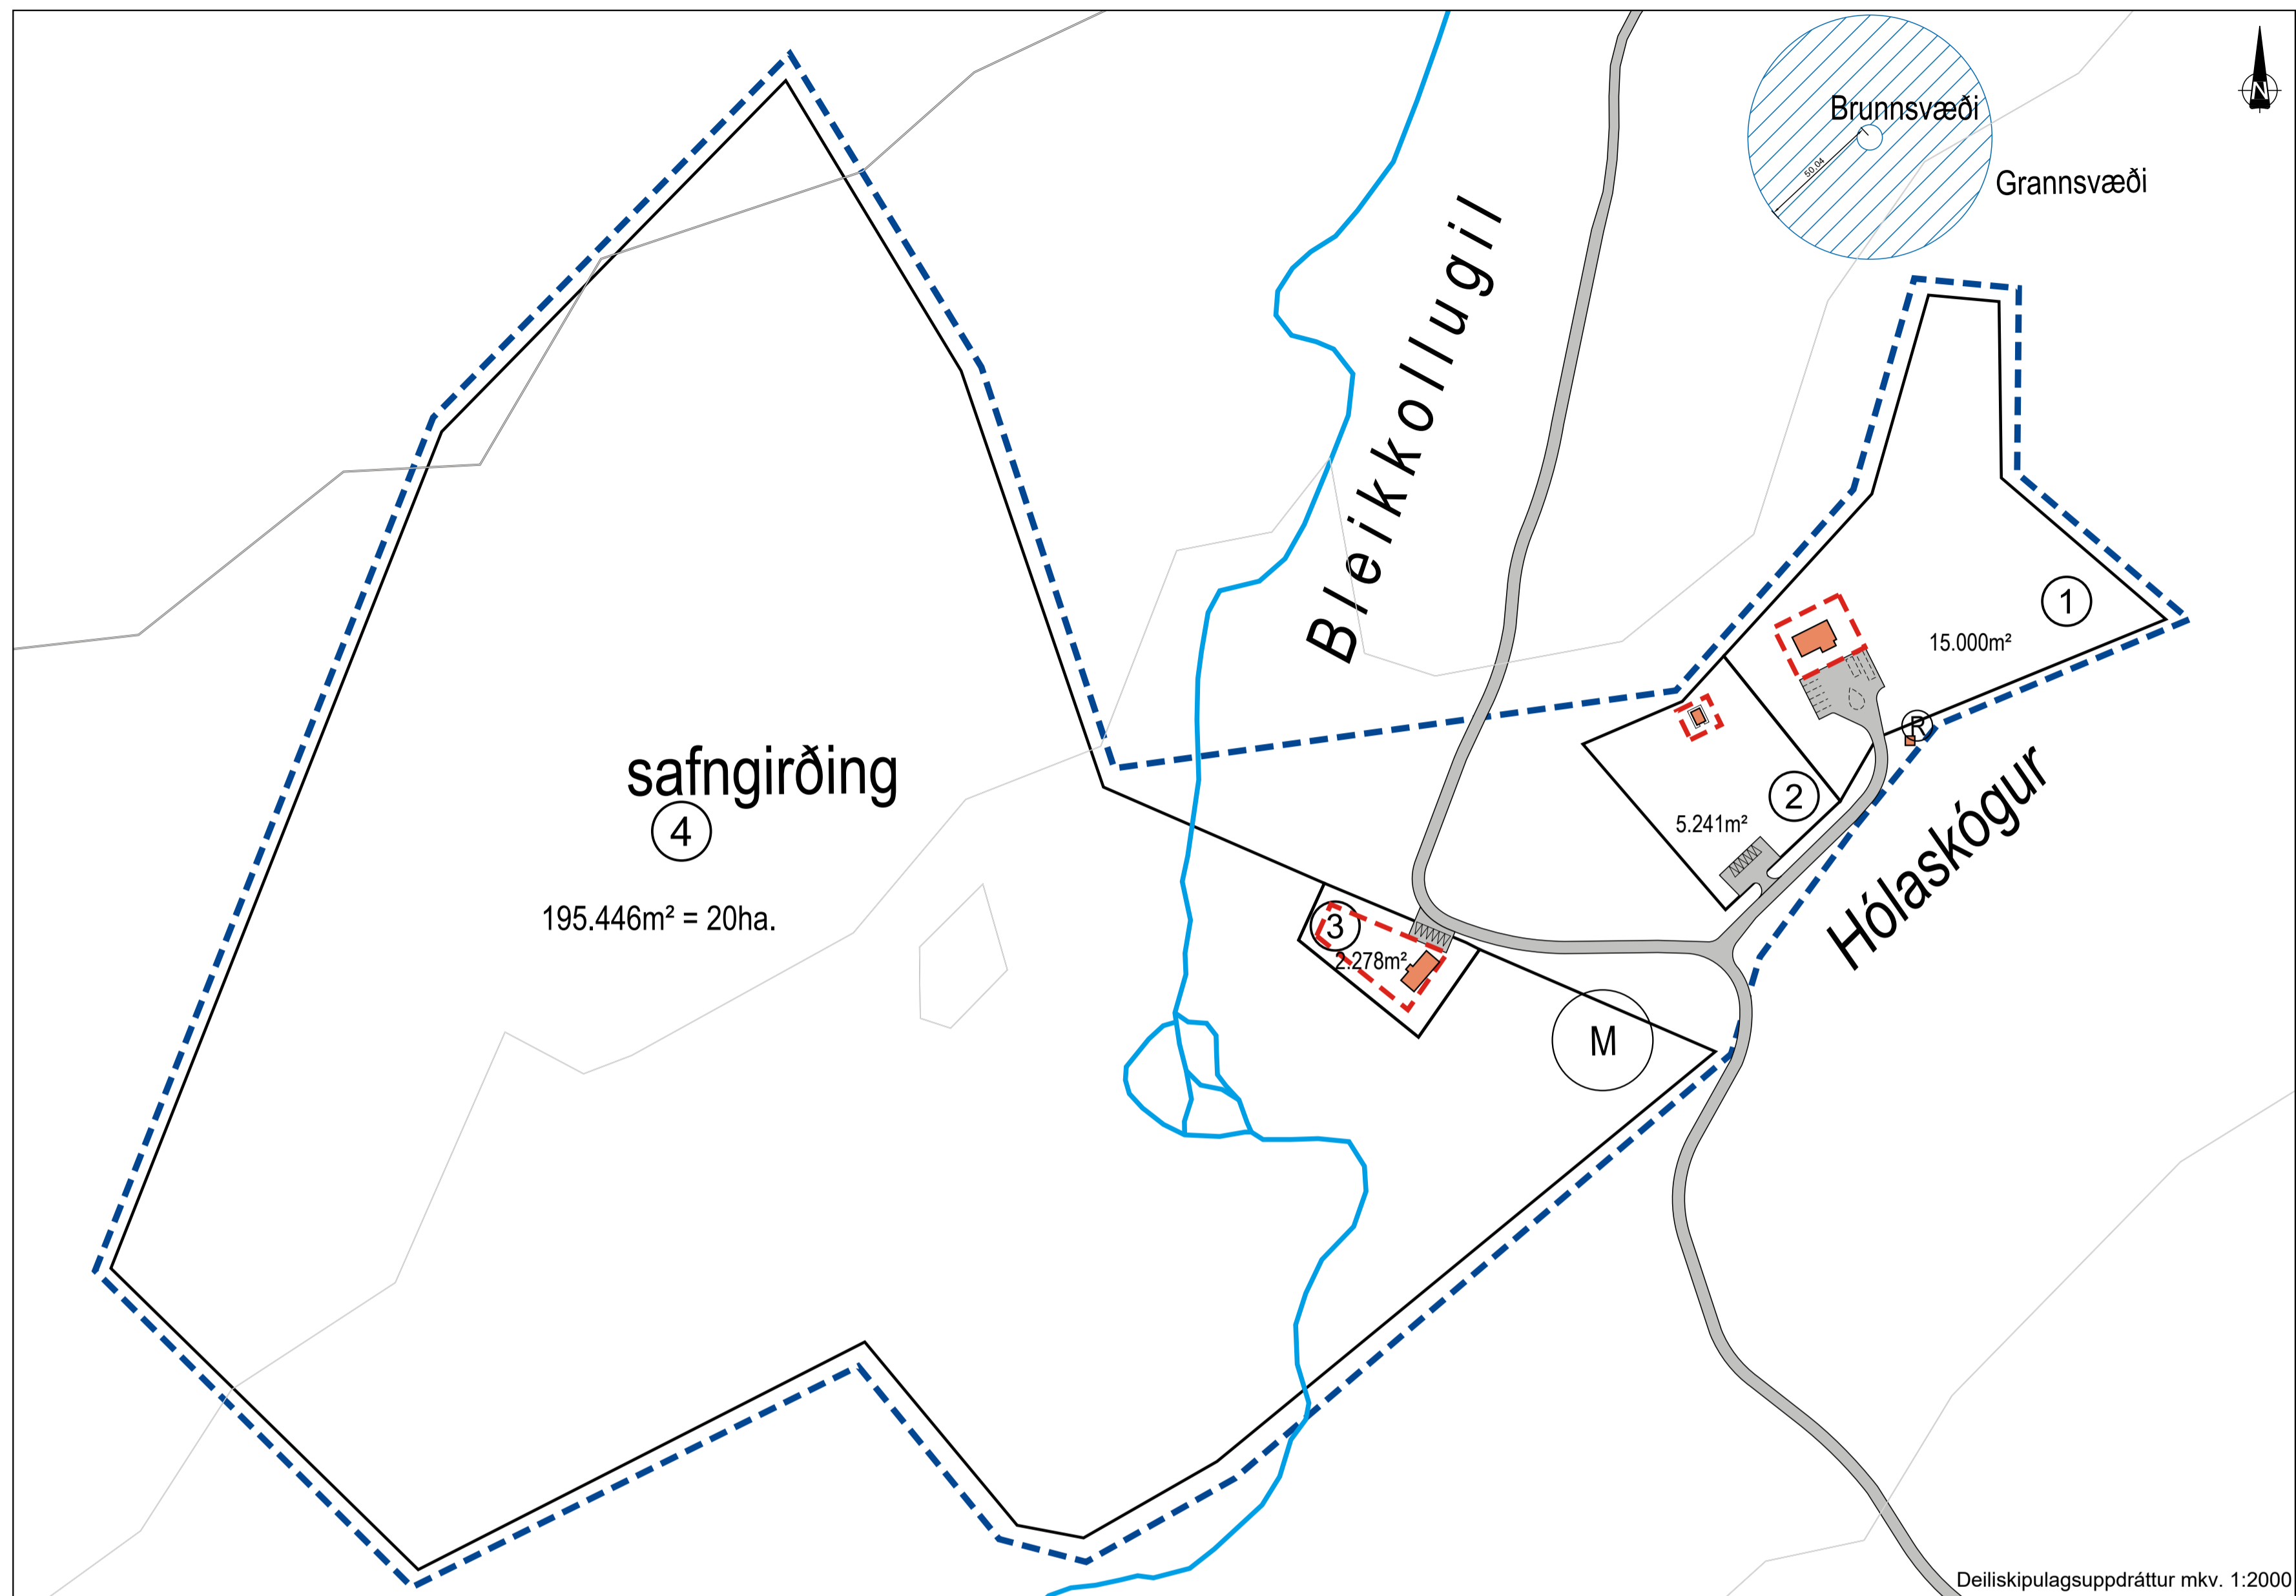 N
Brunnsvæði
50.04
Grannsvæði
Bleikkollugil
1
15.000m²
R
safngirðing
4
195.446m² = 20ha.
2
5.241m²
Hólaskógur
3
2.278m²
M
Deiliskipulagsuppdráttur mkv. 1:2000